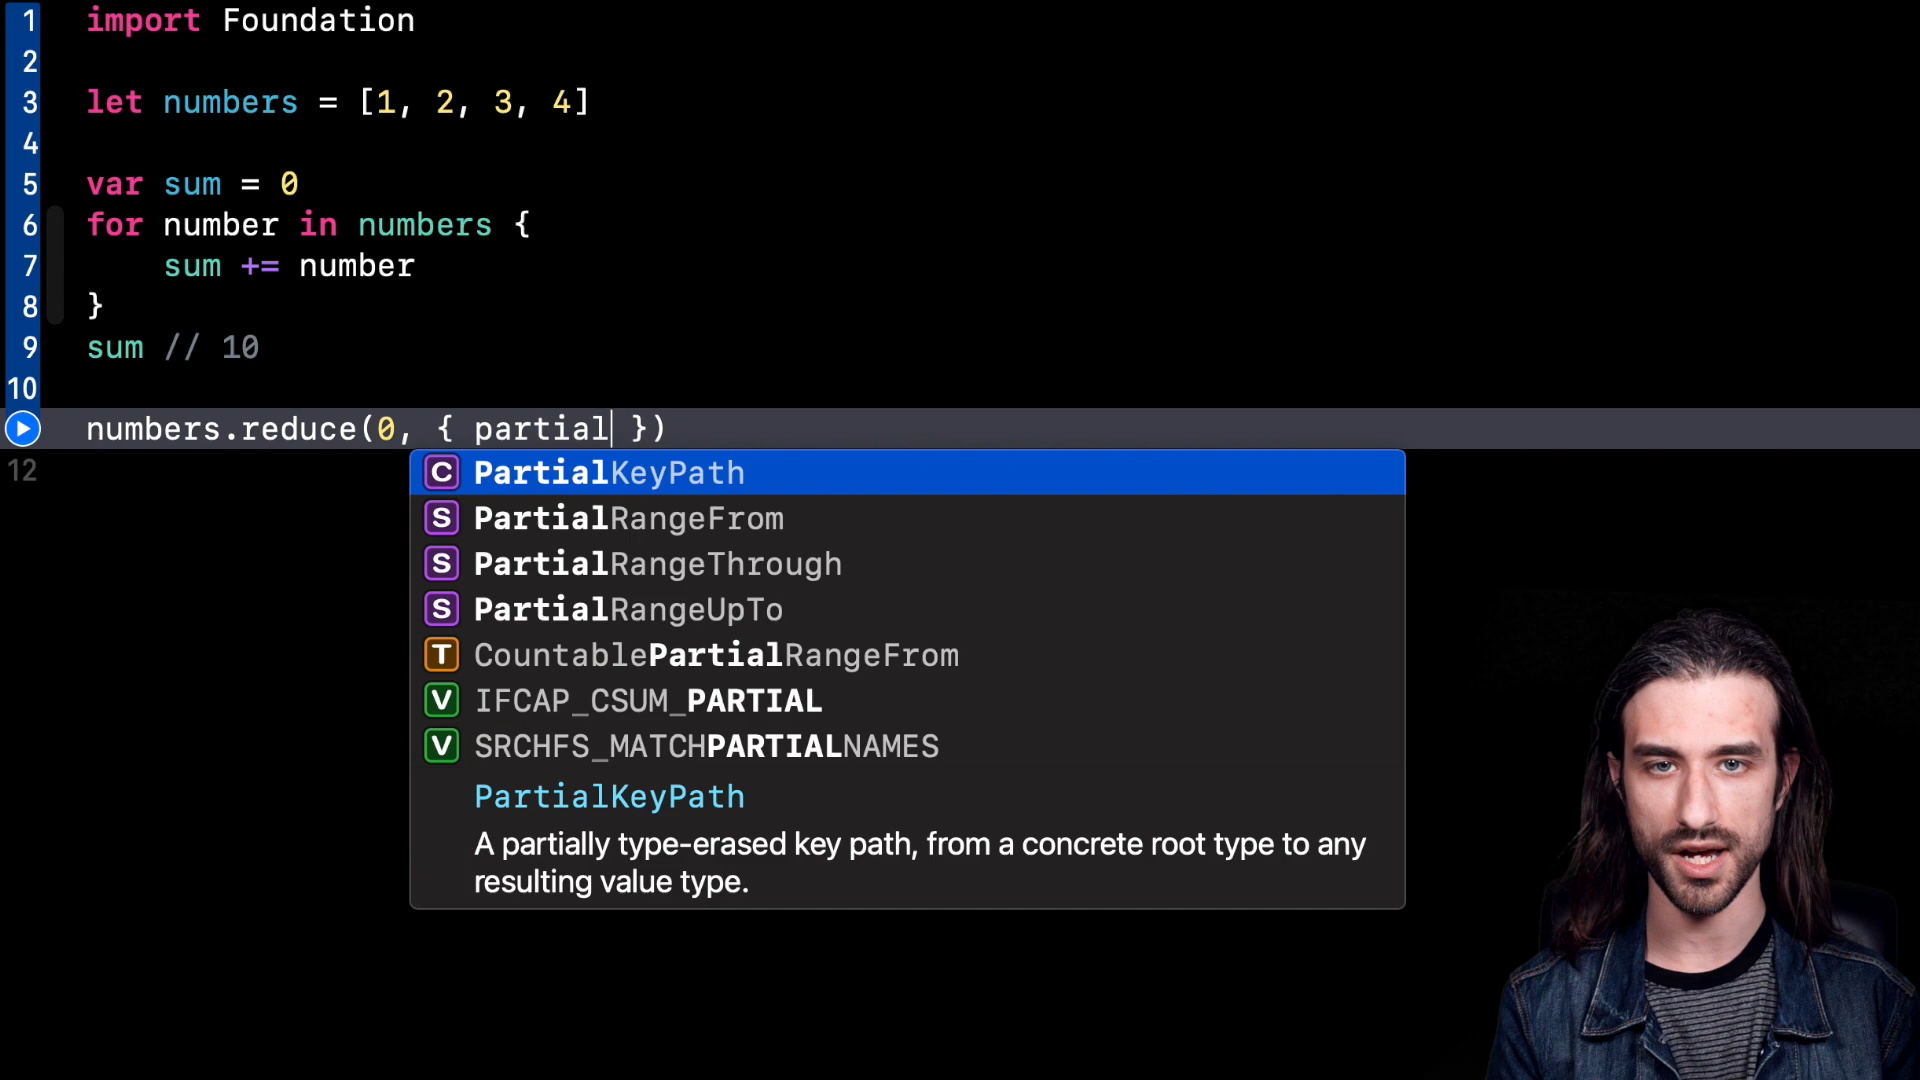 1 import Foundation
2
3 let numbers = [1, 2, 3, 4]
4
5 var sum = 0
6 for number in numbers {
7 sum += number
8 }
9 sum // 10
10
numbers.reduce(0, { partial })
12
C PartialKeyPath
S PartialRangeFrom
S PartialRangeThrough
S PartialRangeUpTo
T CountablePartialRangeFrom
V IFCAP_CSUM_PARTIAL
V SRCHFS_MATCHPARTIALNAMES
PartialKeyPath
A partially type-erased key path, from a concrete root type to any
resulting value type.